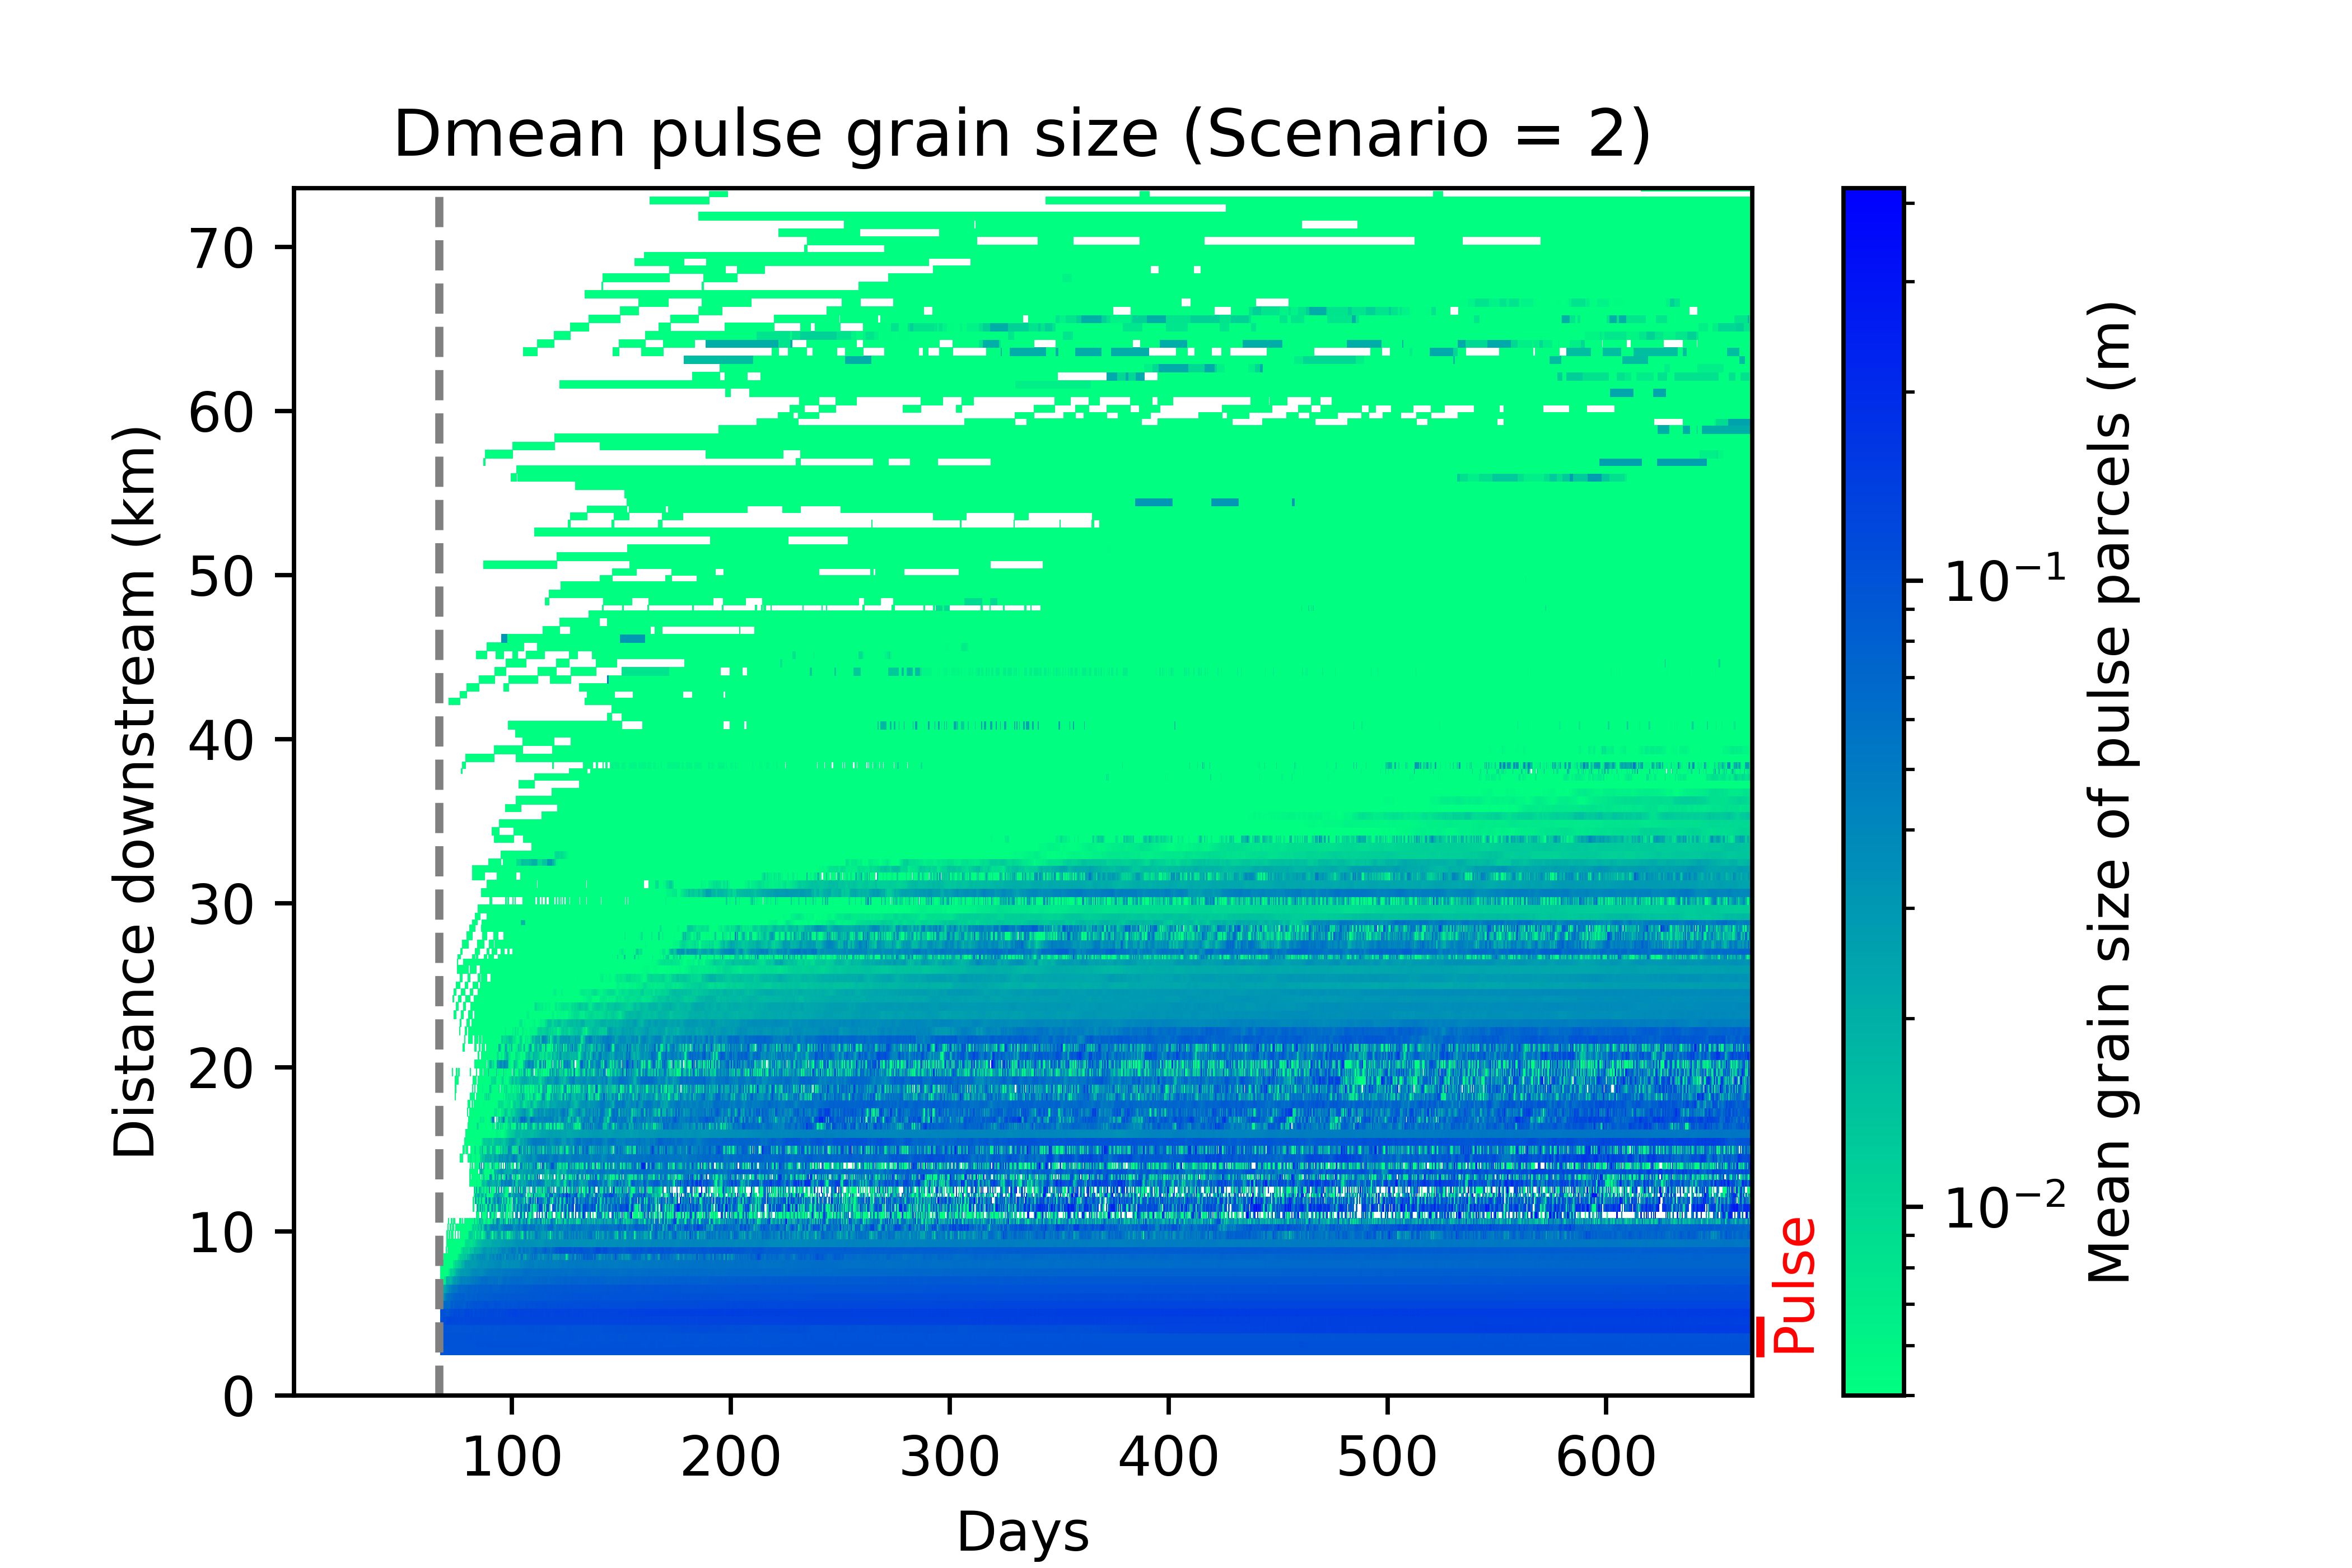 Dmean pulse grain size (Scenario = 2)
Distance downstream (km)
70
60
50
40
30
20
10
0
100 200 300 400 500 600
Days
Pulse
10⁻¹
10⁻²
Mean grain size of pulse parcels (m)